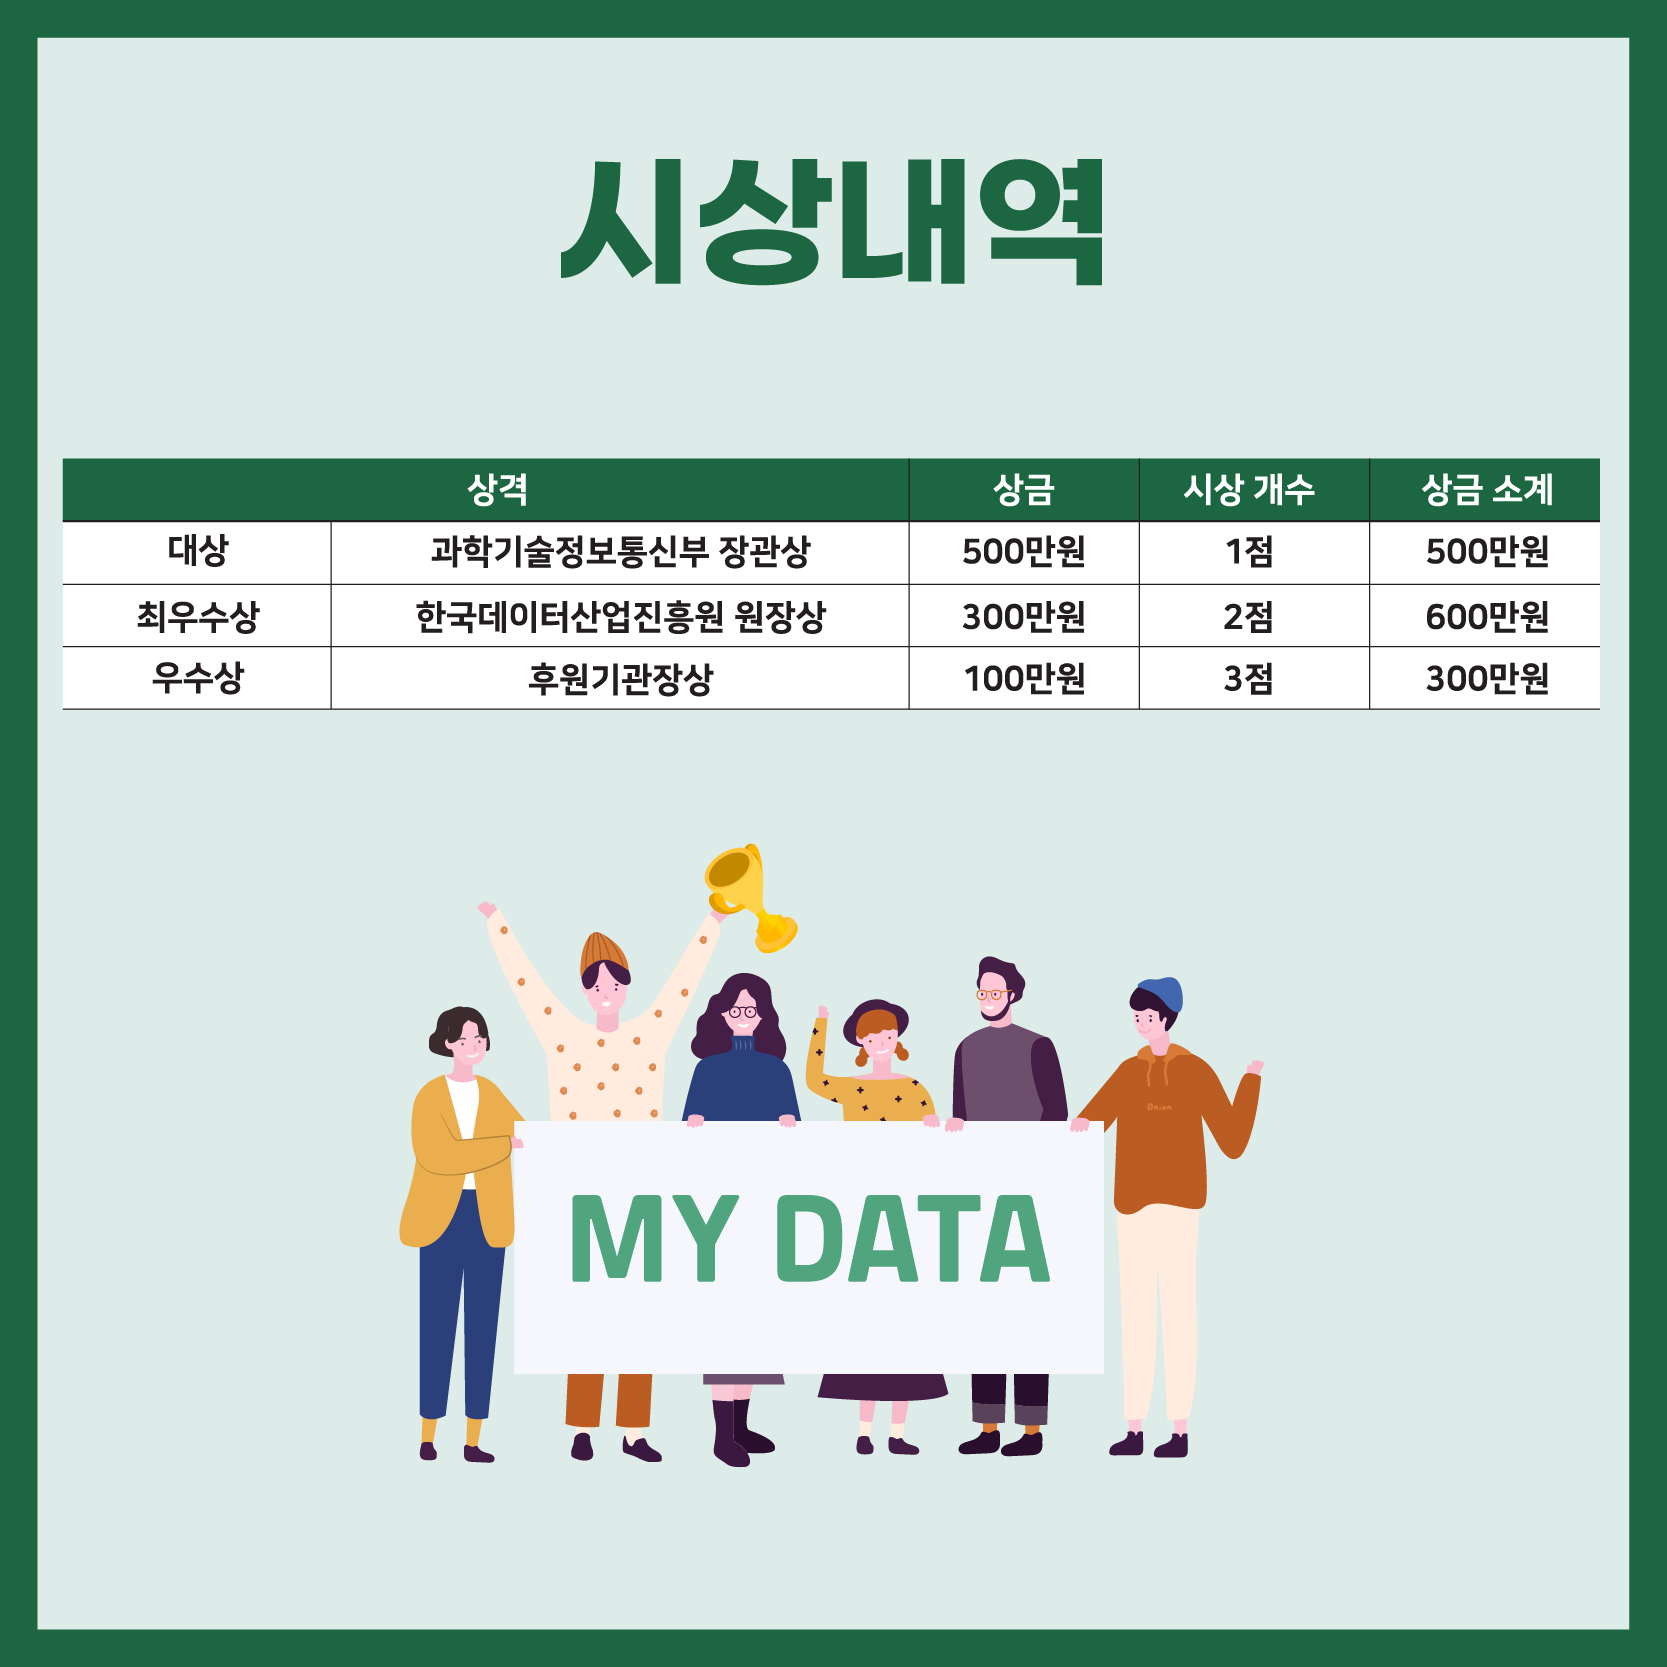 시상내역
상격 상금 시상 개수 상금 소계
대상 과학기술정보통신부 장관상 500만원 1점 500만원
최우수상 한국데이터산업진흥원 원장상 300만원 2점 600만원
우수상 후원기관장상 100만원 3점 300만원
MY DATA